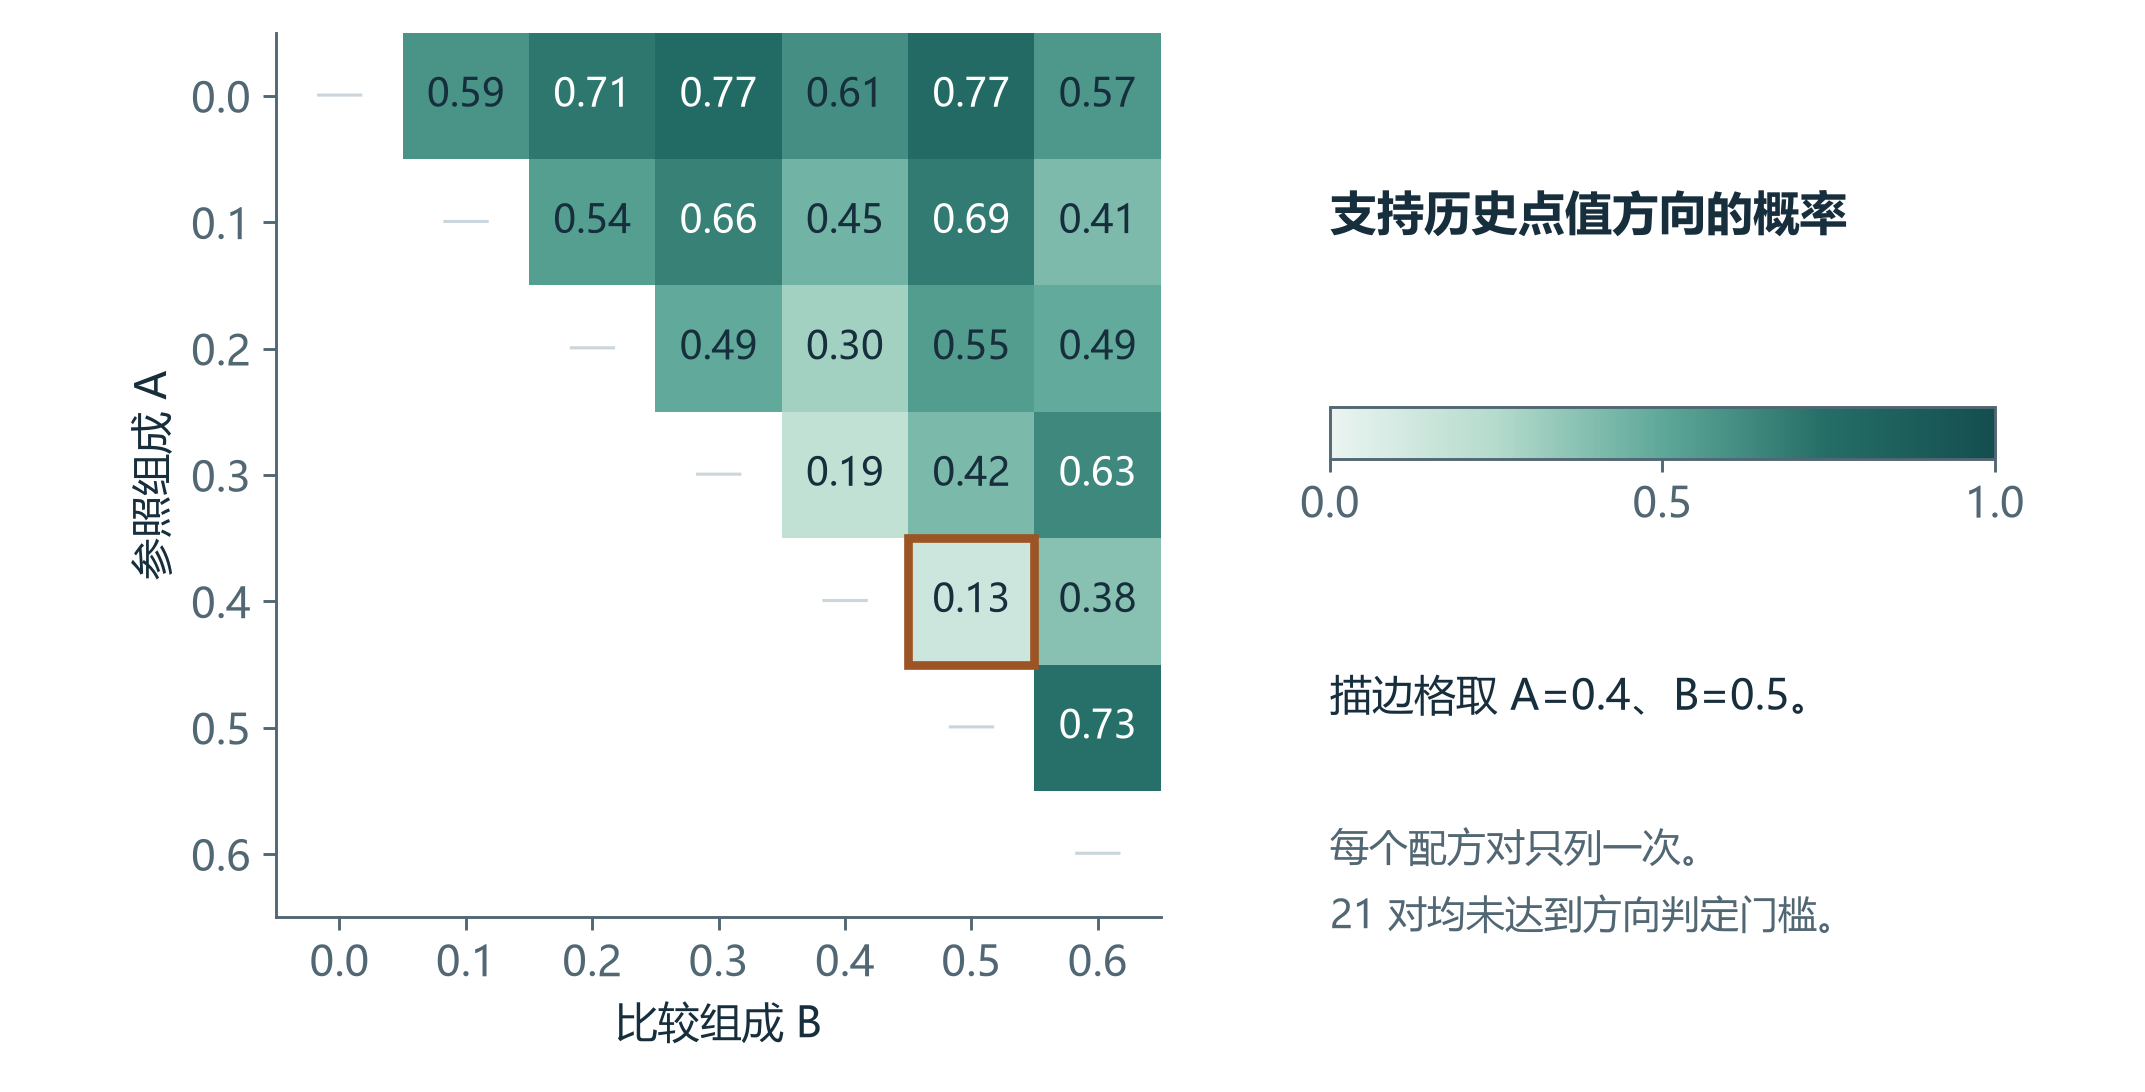 0.0 — 0.59 0.71 0.77 0.61 0.77 0.57
0.1 — 0.54 0.66 0.45 0.69 0.41
0.2 — 0.49 0.30 0.55 0.49
0.3 — 0.19 0.42 0.63
0.4 — 0.13 0.38
0.5 — 0.73
0.6 —
0.0 0.1 0.2 0.3 0.4 0.5 0.6
参照组成 A
比较组成 B
支持历史点值方向的概率
0.0 0.5 1.0
描边格取 A=0.4、B=0.5。
每个配方对只列一次。
21 对均未达到方向判定门槛。